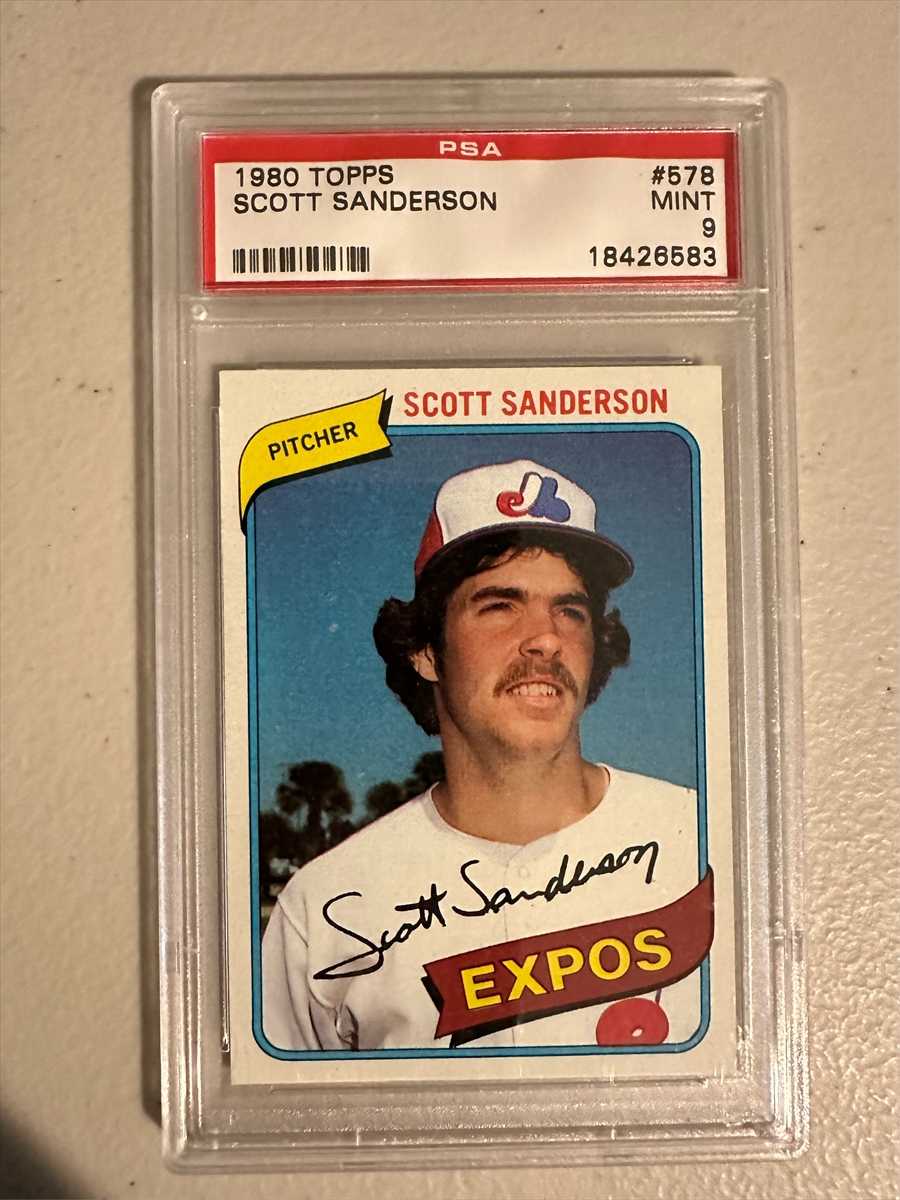 PSA
1980 TOPPS #578
SCOTT SANDERSON MINT
9
18426583
SCOTT SANDERSON
PITCHER
Scott Sanderson
EXPOS